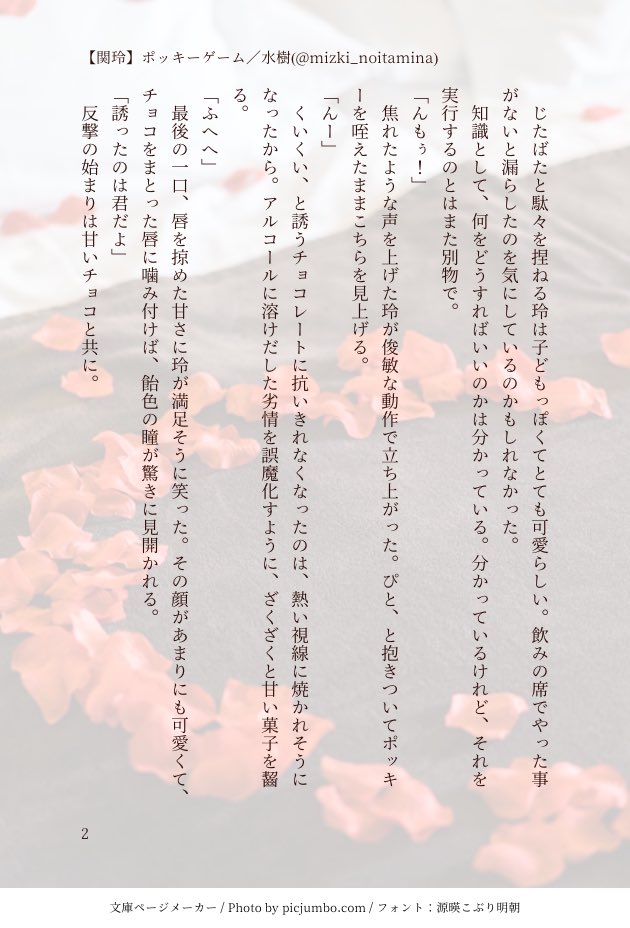 【関玲】ポッキーゲーム／水樹(@mizki_noitamina)
じたばたと駄々を捏ねる玲は子どもっぽくてとても可愛らしい。飲みの席でやった事
がないと漏らしたのを気にしているのかもしれなかった。
知識として、何をどうすればいいのかは分かっている。分かっているけれど、それを
実行するのとはまた別物で。
「んもぅ！」
焦れたような声を上げた玲が俊敏な動作で立ち上がった。ぴと、と抱きついてポッキ
ーを咥えたままこちらを見上げる。
「んー」
くいくい、と誘うチョコレートに抗いきれなくなったのは、熱い視線に焼かれそうに
なったから。アルコールに溶けだした劣情を誤魔化すように、ざくざくと甘い菓子を齧
る。
「ふへへ」
最後の一口、唇を掠めた甘さに玲が満足そうに笑った。その顔があまりにも可愛くて、
チョコをまとった唇に噛み付けば、飴色の瞳が驚きに見開かれる。
「誘ったのは君だよ」
反撃の始まりは甘いチョコと共に。
2
文庫ページメーカー / Photo by picjumbo.com / フォント：源暎こぶり明朝